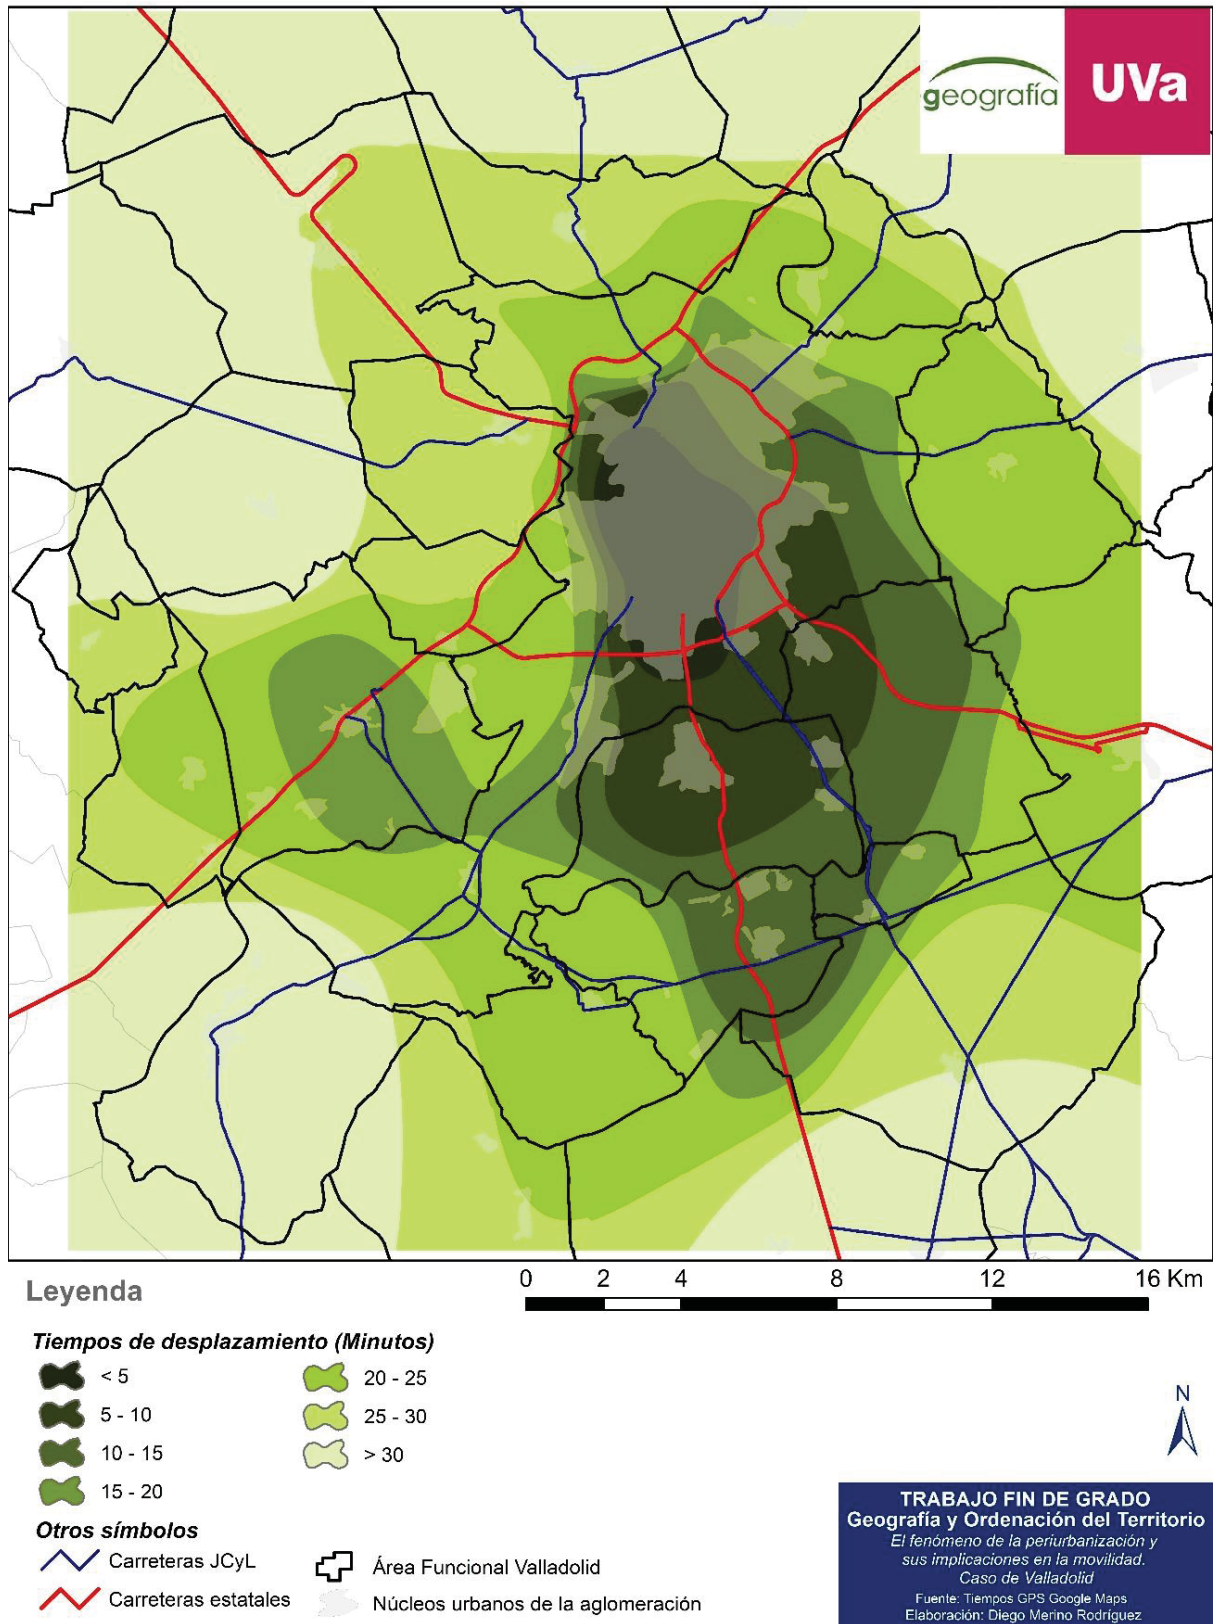 geografía
UVa
0 2 4 8 12 16 Km
Leyenda
Tiempos de desplazamiento (Minutos)
< 5
5 - 10
10 - 15
15 - 20
20 - 25
25 - 30
> 30
N
Otros símbolos
Carreteras JCyL
Carreteras estatales
Área Funcional Valladolid
Núcleos urbanos de la aglomeración
TRABAJO FIN DE GRADO
Geografía y Ordenación del Territorio
El fenómeno de la periurbanización y
sus implicaciones en la movilidad.
Caso de Valladolid
Fuente: Tiempos GPS Google Maps
Elaboración: Diego Merino Rodríguez